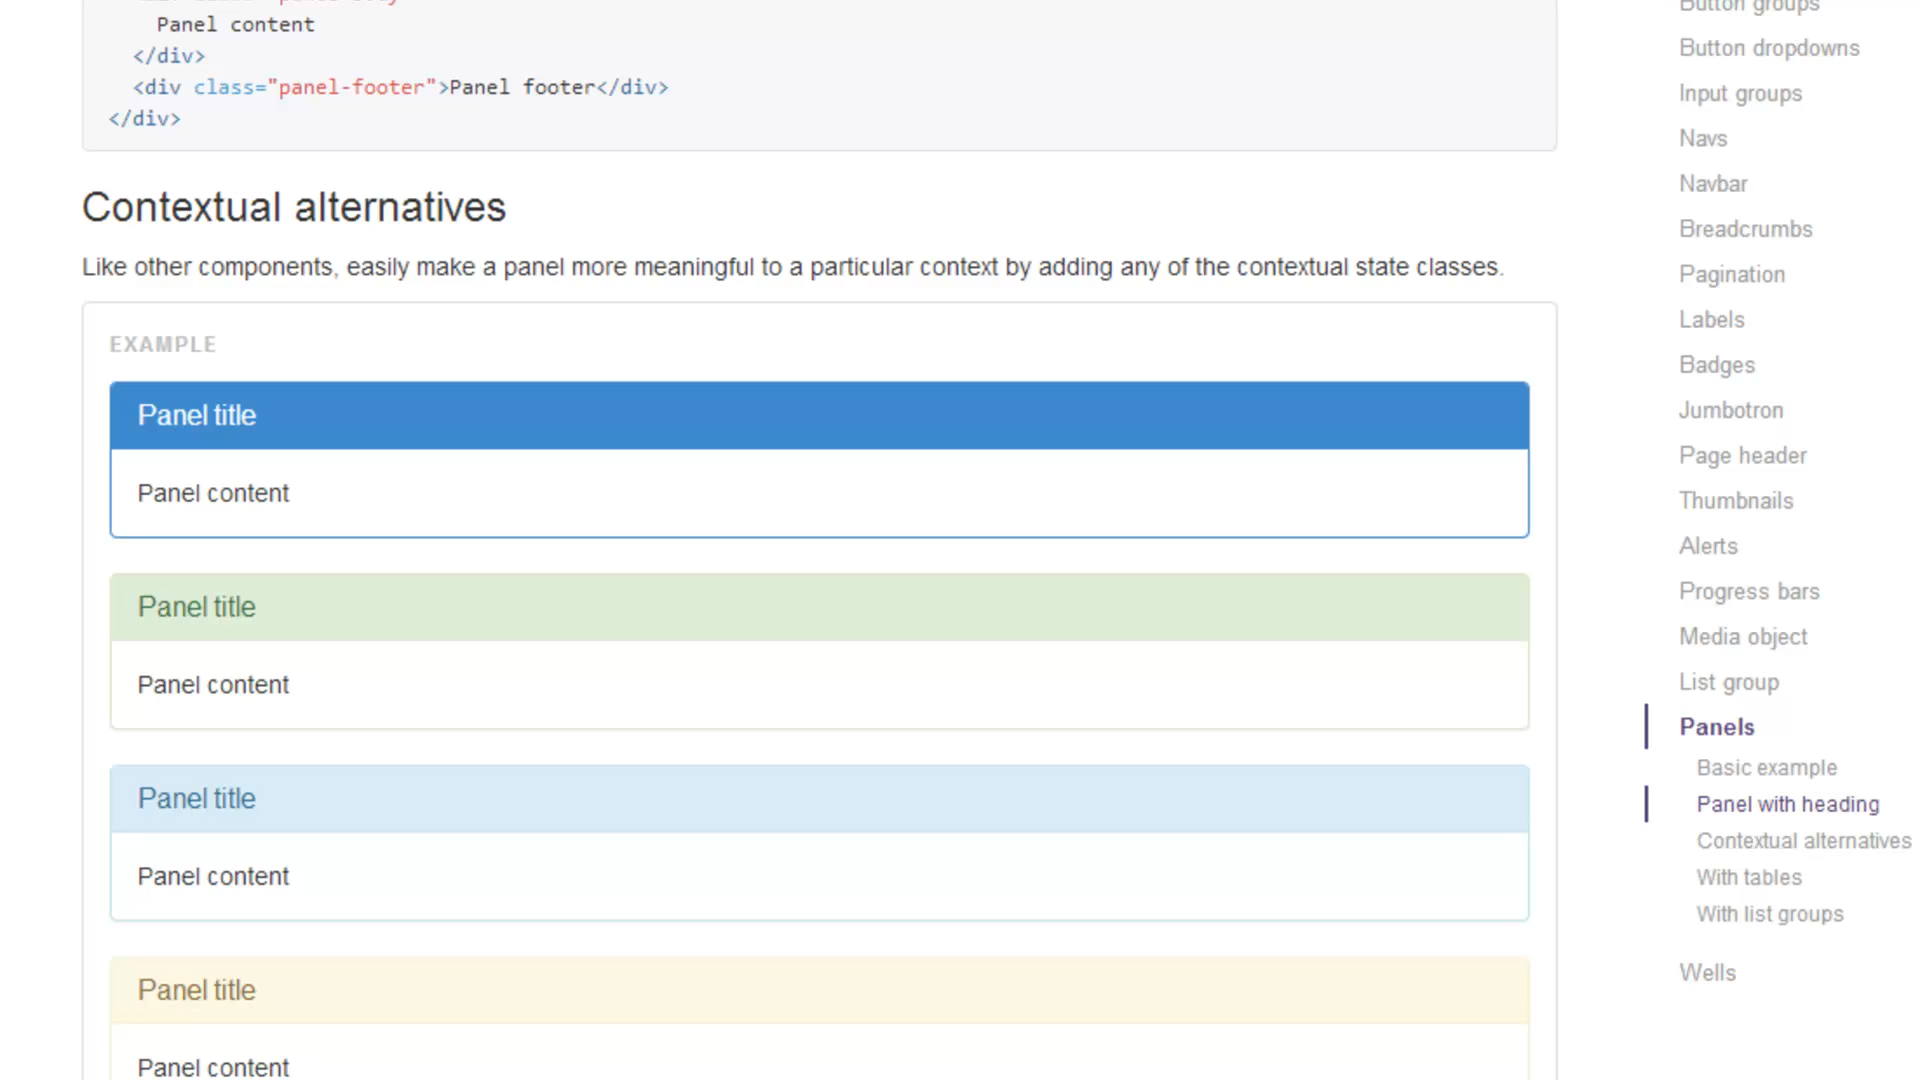 Panel content
</div>
<div class="panel-footer">Panel footer</div>
</div>
Contextual alternatives
Like other components, easily make a panel more meaningful to a particular context by adding any of the contextual state classes.
EXAMPLE
Panel title
Panel content
Panel title
Panel content
Panel title
Panel content
Panel title
Panel content
Button groups
Button dropdowns
Input groups
Navs
Navbar
Breadcrumbs
Pagination
Labels
Badges
Jumbotron
Page header
Thumbnails
Alerts
Progress bars
Media object
List group
Panels
Basic example
Panel with heading
Contextual alternatives
With tables
With list groups
Wells